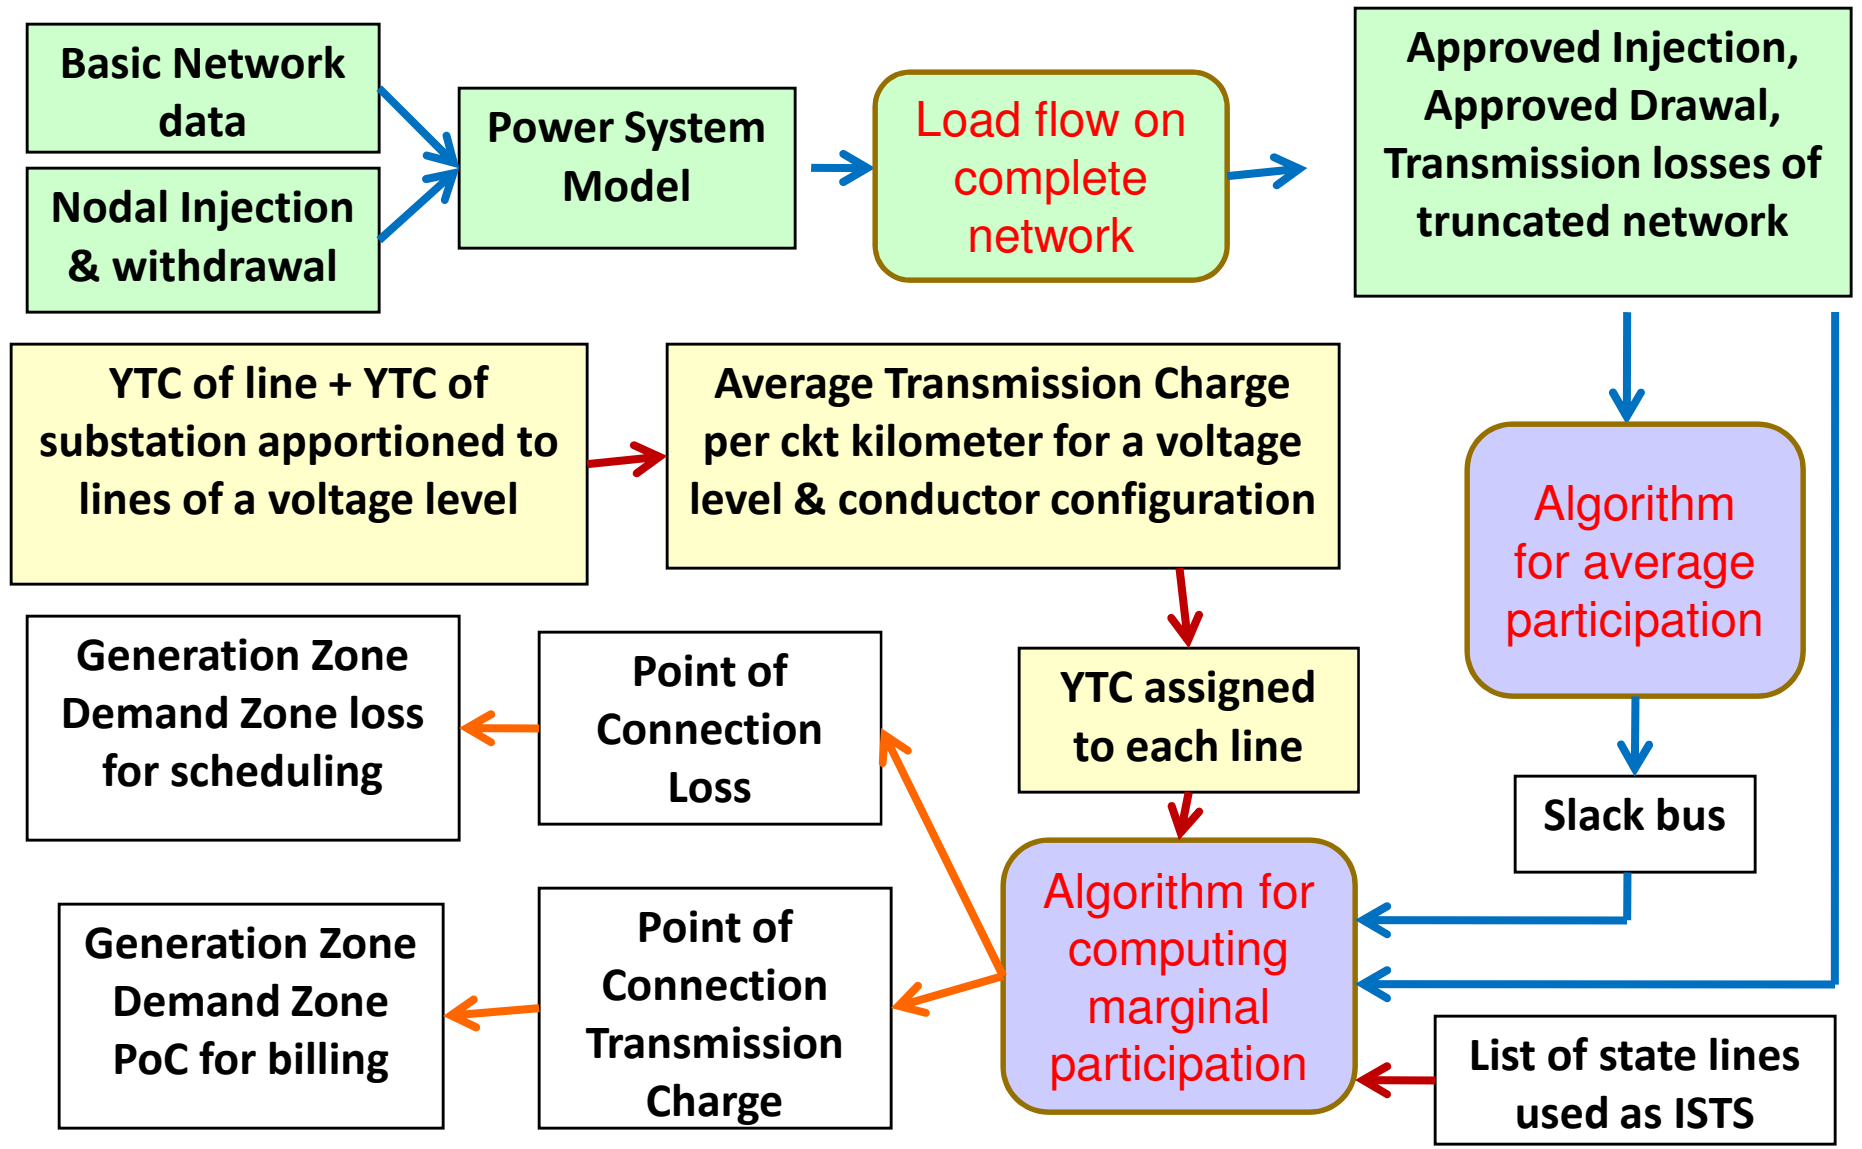 Basic Network
data
Nodal Injection
& withdrawal
Power System
Model
Load flow on
complete
network
Approved Injection,
Approved Drawal,
Transmission losses of
truncated network
YTC of line + YTC of
substation apportioned to
lines of a voltage level
Average Transmission Charge
per ckt kilometer for a voltage
level & conductor configuration
Algorithm
for average
participation
Generation Zone
Demand Zone loss
for scheduling
Point of
Connection
Loss
YTC assigned
to each line
Slack bus
Generation Zone
Demand Zone
PoC for billing
Point of
Connection
Transmission
Charge
Algorithm for
computing
marginal
participation
List of state lines
used as ISTS